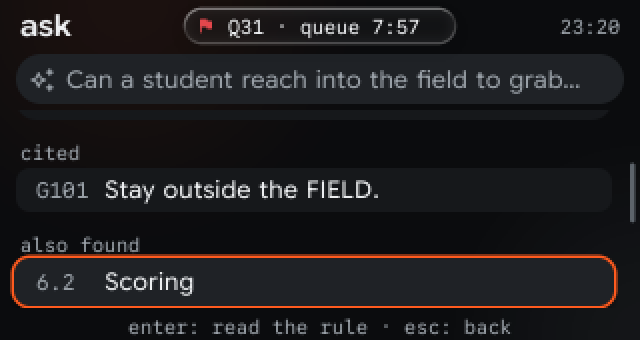 ask
Q31 · queue 7:57
23:20
Can a student reach into the field to grab...
cited
G101 Stay outside the FIELD.
also found
6.2 Scoring
enter: read the rule · esc: back